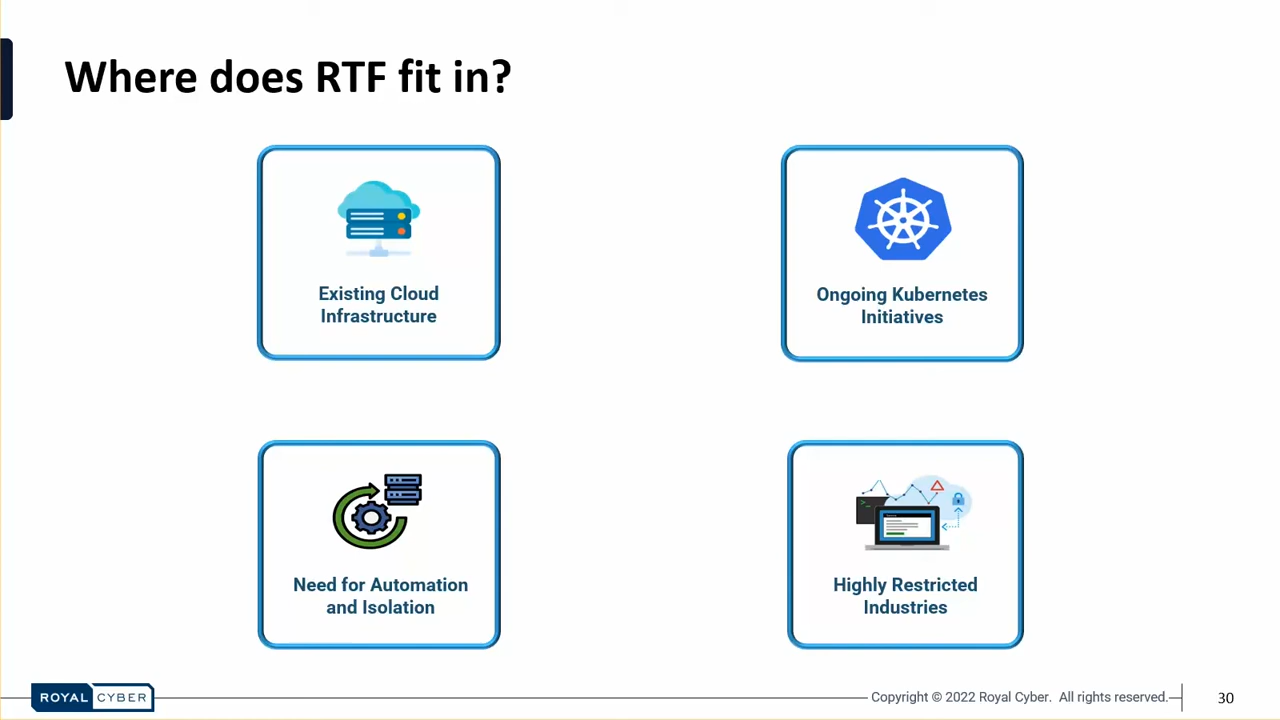 Where does RTF fit in?
Existing Cloud
Infrastructure
Ongoing Kubernetes
Initiatives
Need for Automation
and Isolation
Highly Restricted
Industries
ROYAL CYBER
Copyright © 2022 Royal Cyber. All rights reserved.
30